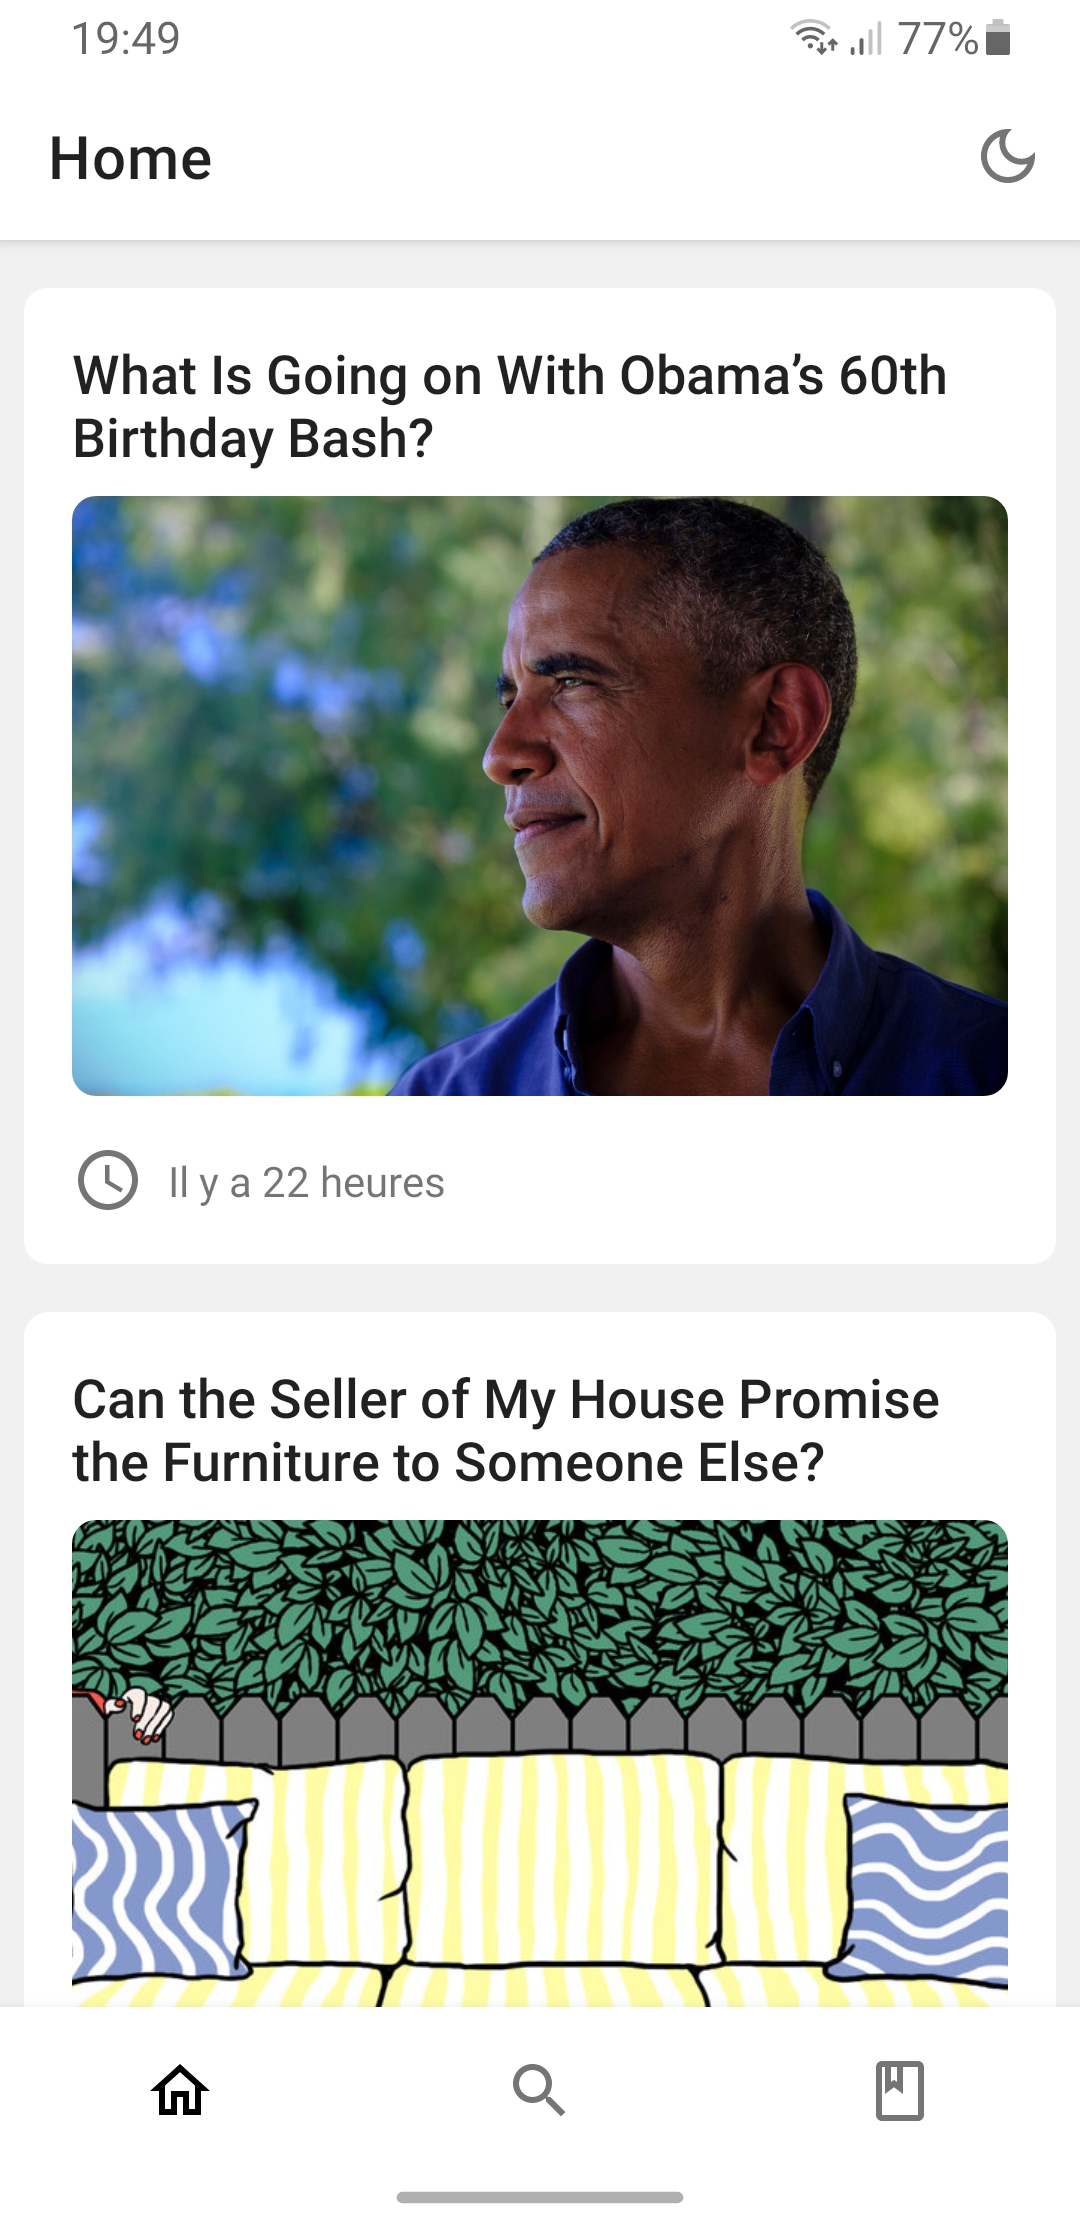 19:49
77%
Home
What Is Going on With Obama’s 60th
Birthday Bash?
Il y a 22 heures
Can the Seller of My House Promise
the Furniture to Someone Else?